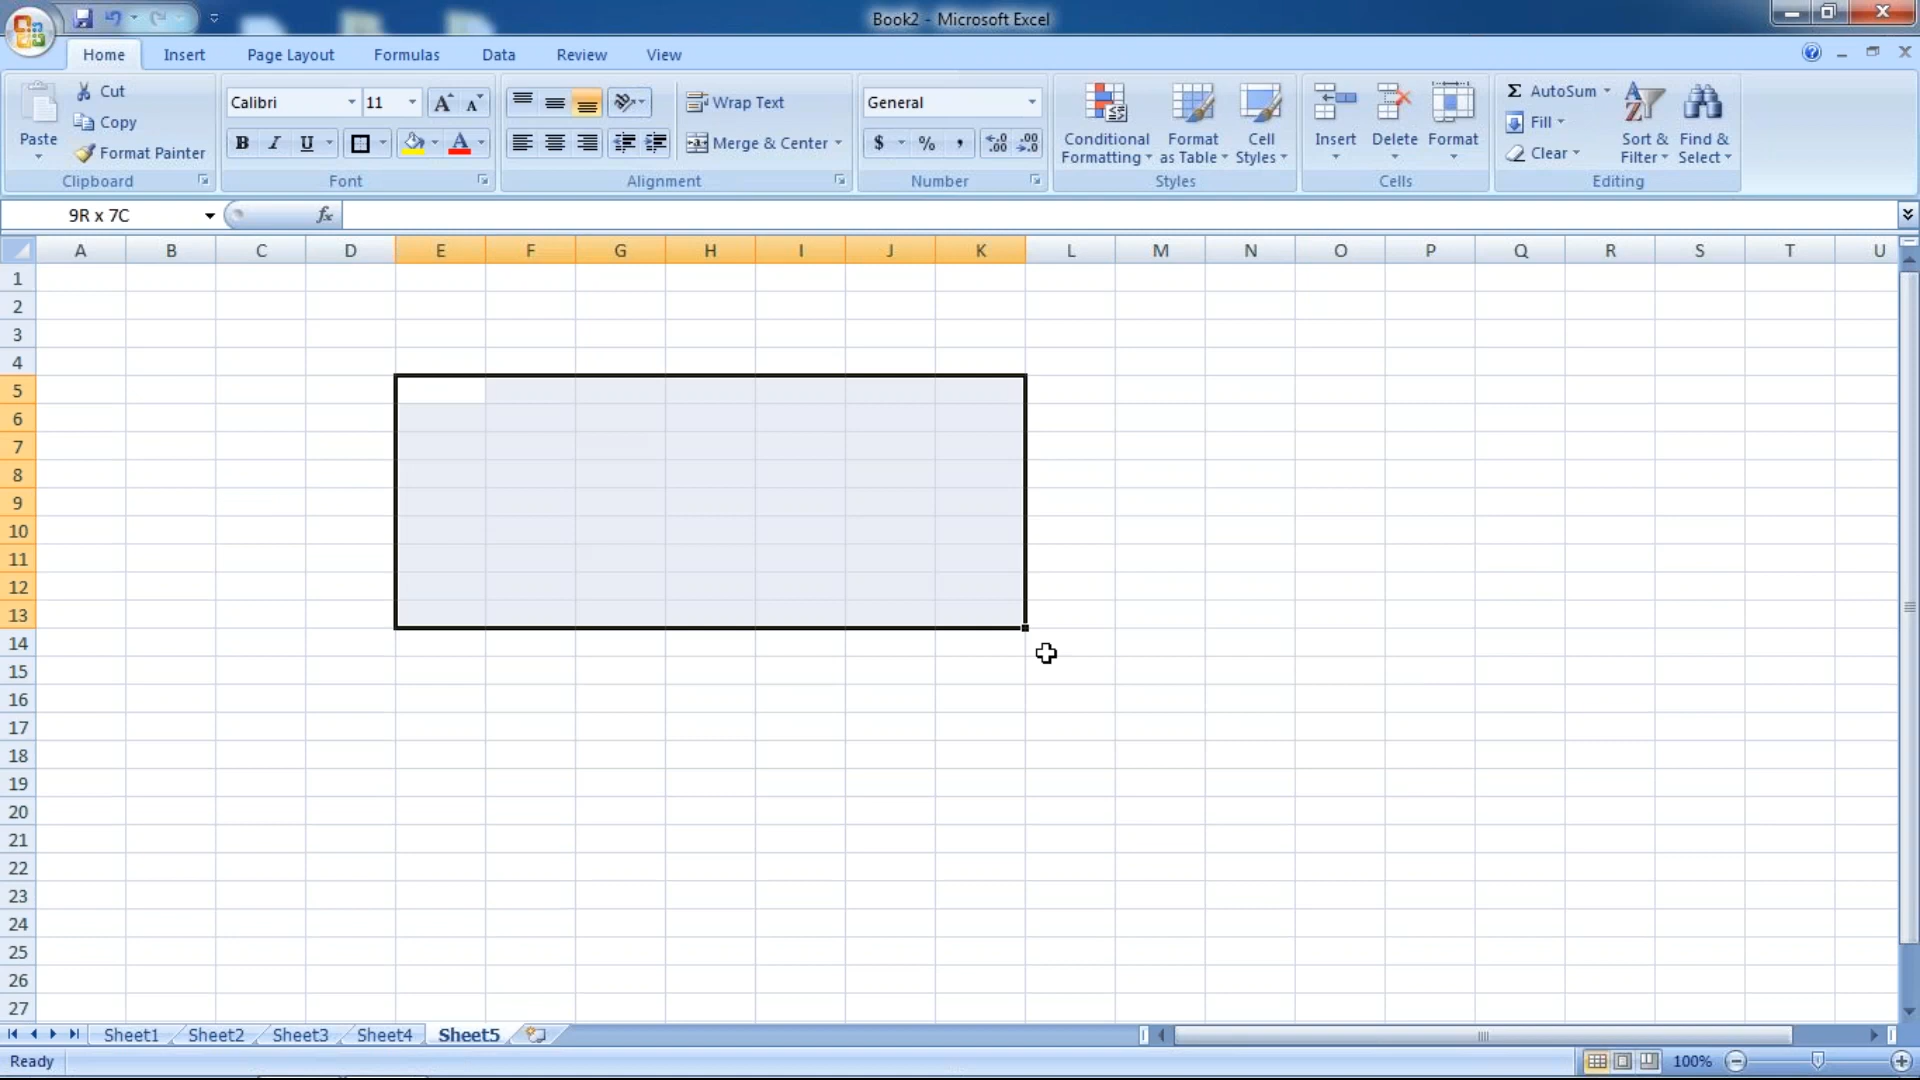 Book2 - Microsoft Excel
Home Insert Page Layout Formulas Data Review View
Cut
Copy
Format Painter
Paste
Clipboard
Calibri 11 A A
B I U A
Font
Wrap Text
Merge & Center
Alignment
General
$ % , .0 .00 .00 .0
Number
Conditional Formatting
Format as Table
Cell Styles
Styles
Insert Delete Format
Cells
Σ AutoSum
Fill
Clear
Sort & Filter
Find & Select
Editing
9R x 7C fx
A B C D E F G H I J K L M N O P Q R S T U
1
2
3
4
5
6
7
8
9
10
11
12
13
14
15
16
17
18
19
20
21
22
23
24
25
26
27
Sheet1 Sheet2 Sheet3 Sheet4 Sheet5
Ready 100%